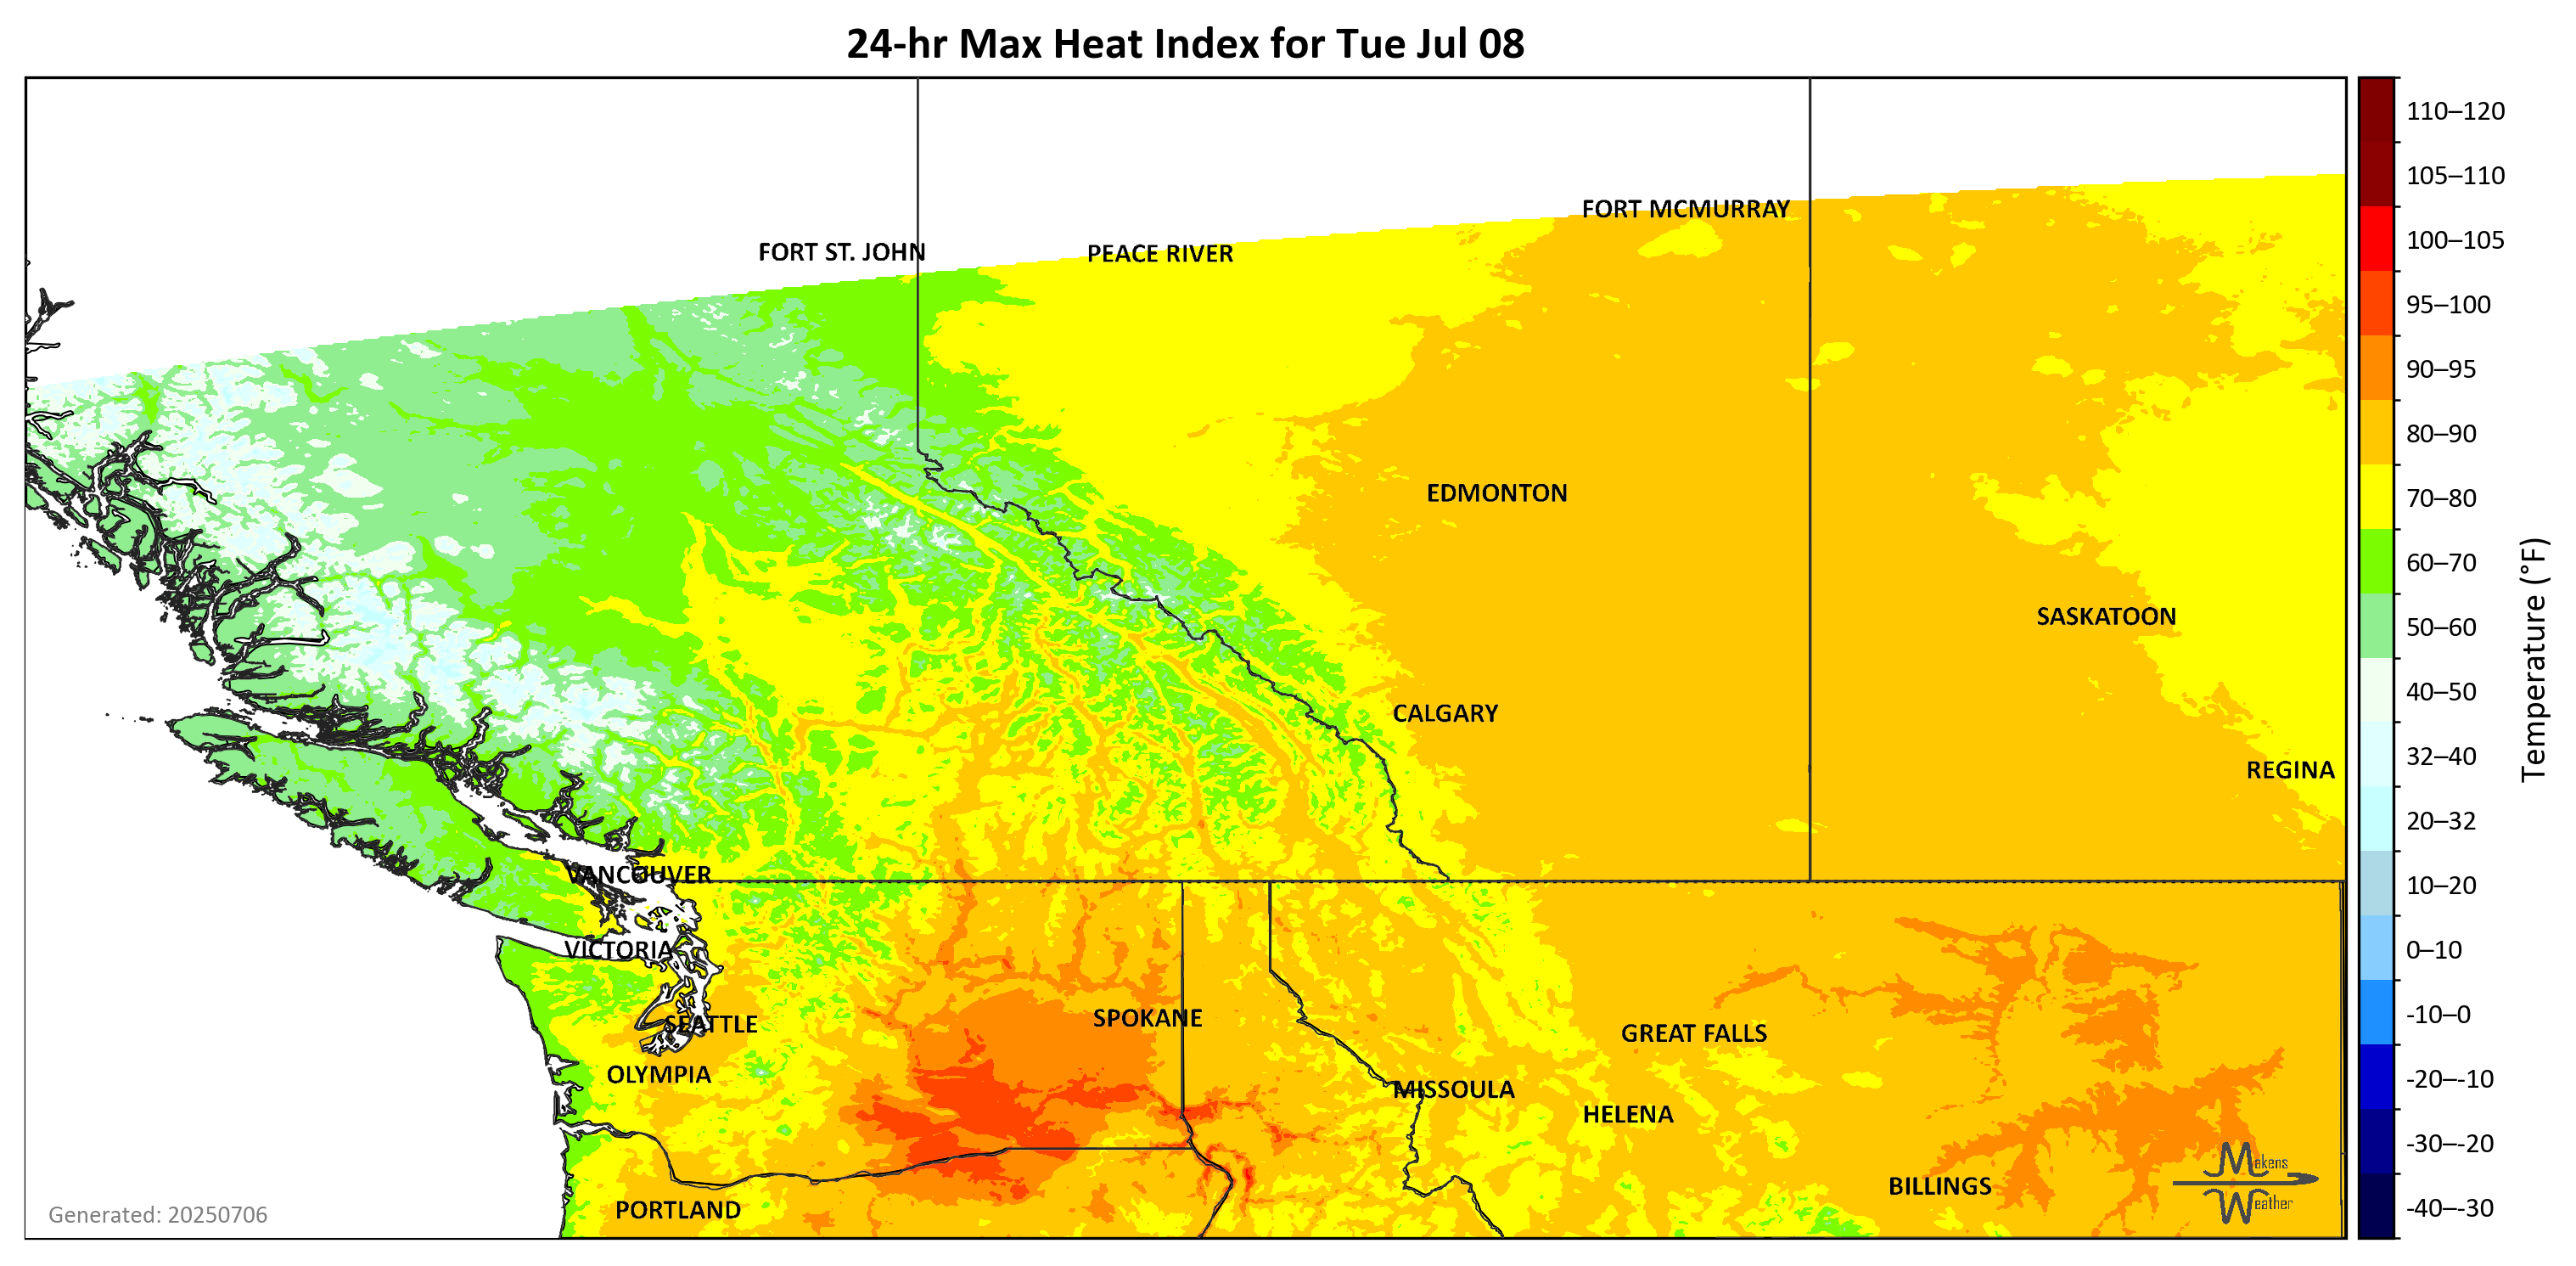 24-hr Max Heat Index for Tue Jul 08
FORT MCMURRAY
FORT ST. JOHN
PEACE RIVER
EDMONTON
SASKATOON
CALGARY
REGINA
VANCOUVER
VICTORIA
SEATTLE
SPOKANE
GREAT FALLS
OLYMPIA
MISSOULA
HELENA
BILLINGS
PORTLAND
Makens
Weather
Generated: 20250706
110–120
105–110
100–105
95–100
90–95
80–90
70–80
60–70
50–60
40–50
32–40
20–32
10–20
0–10
-10–0
-20–-10
-30–-20
-40–-30
Temperature (°F)